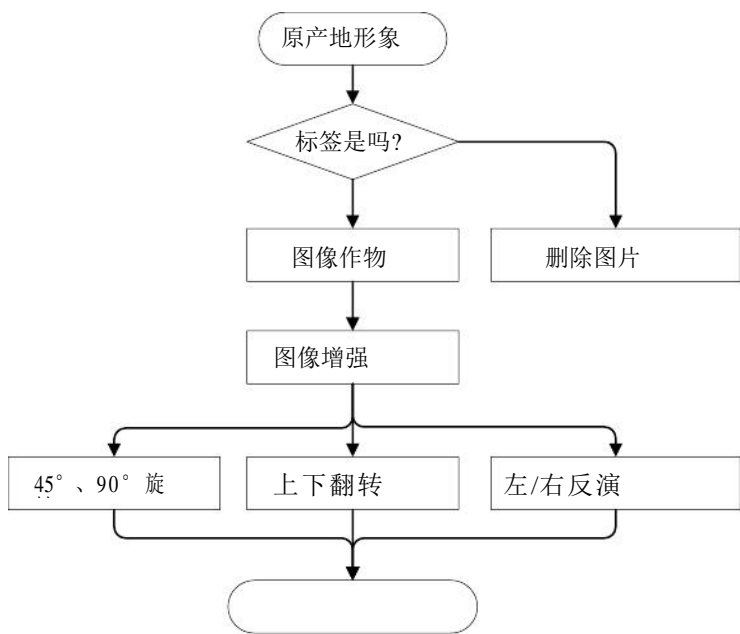 原产地形象
标签是吗?
图像作物
删除图片
图像增强
45°、90°旋
上下翻转
左/右反演